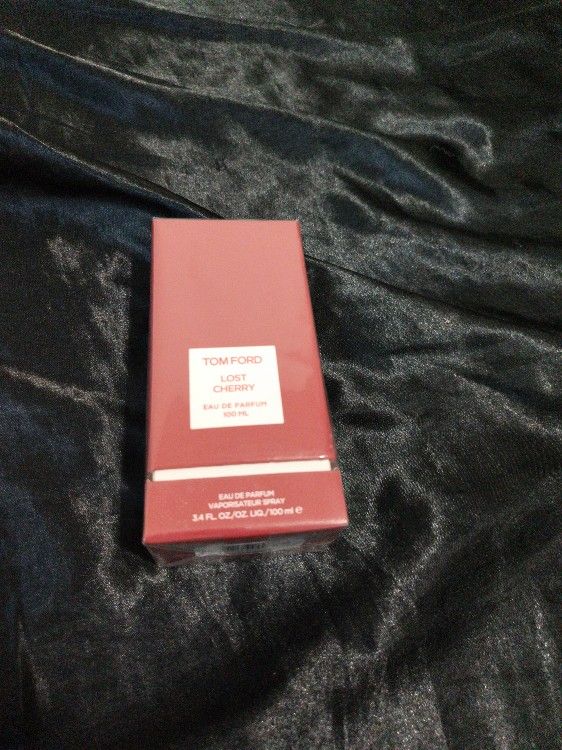 TOM FORD
LOST
CHERRY
EAU DE PARFUM
100 ML
EAU DE PARFUM
VAPORISATEUR SPRAY
3.4 FL. OZ./OZ. LIQ./100 ml e